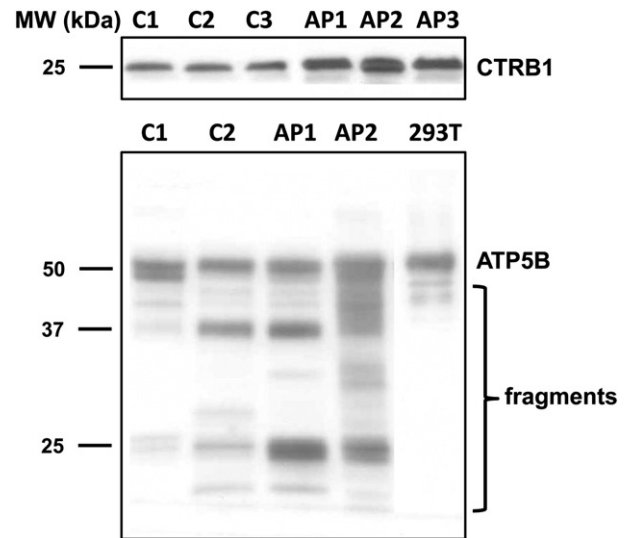 MW (kDa) C1 C2 C3 AP1 AP2 AP3
25 CTRB1
C1 C2 AP1 AP2 293T
50 ATP5B
37
fragments
25